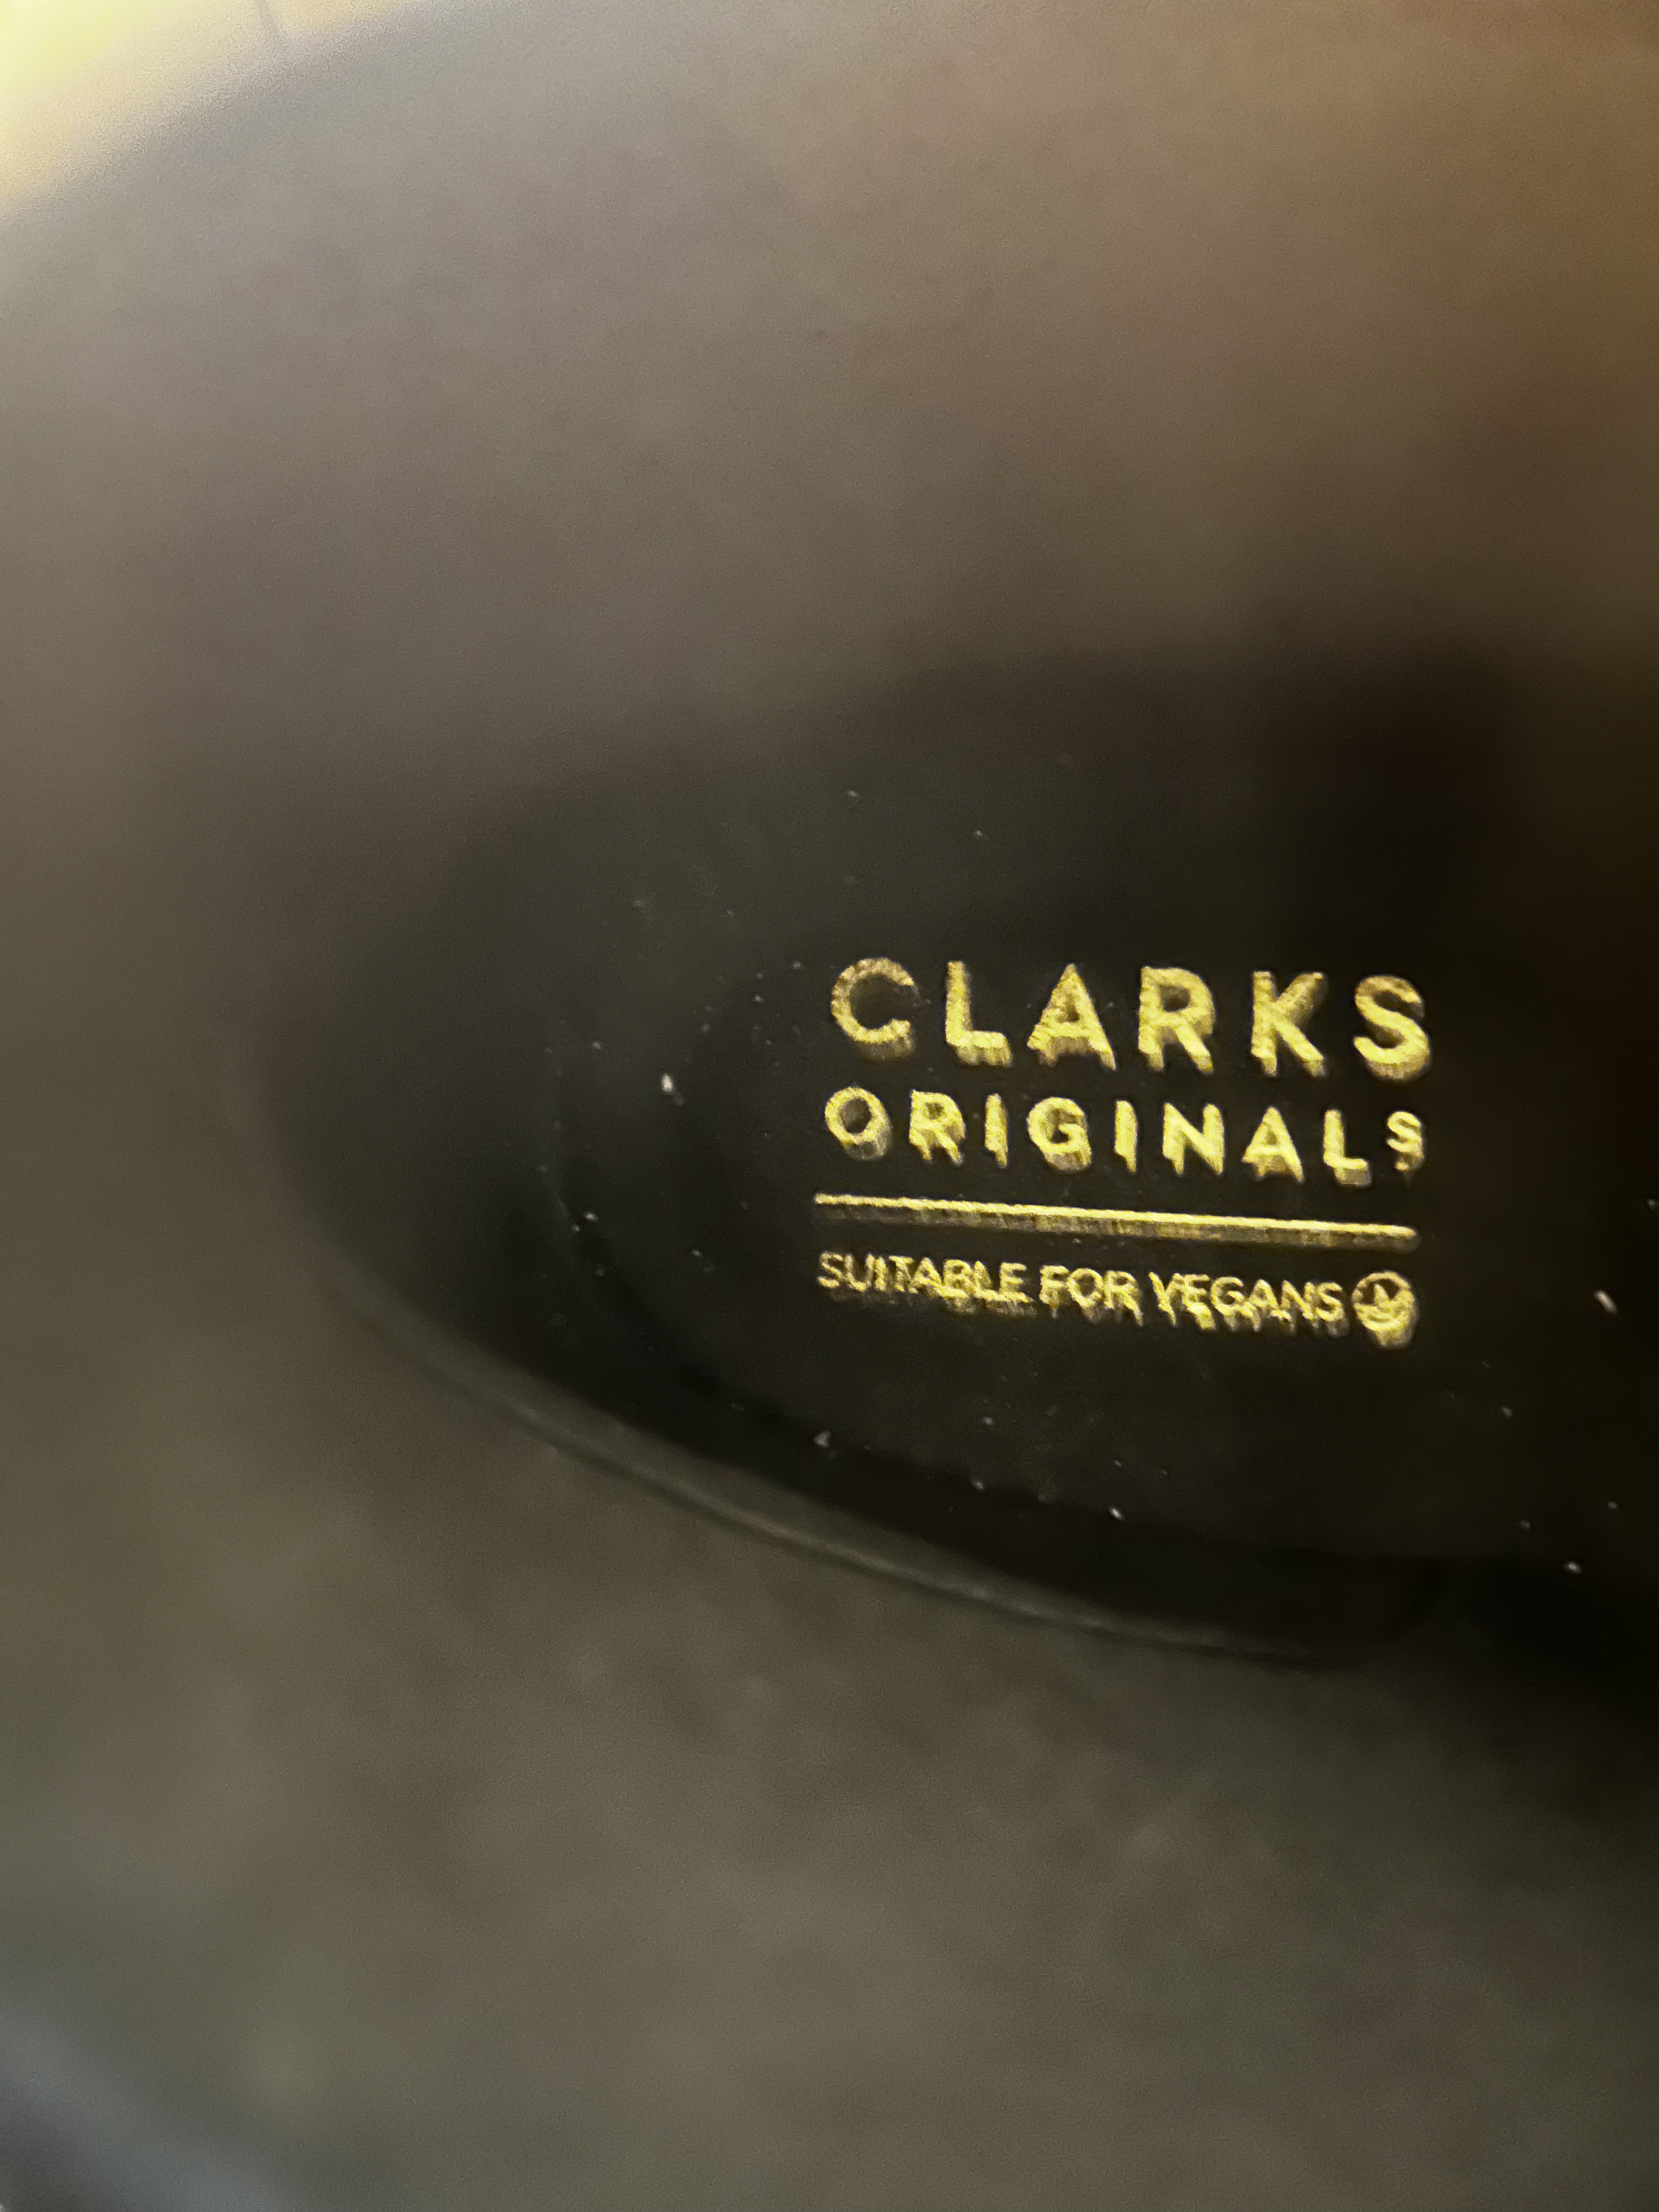 CLARKS
ORIGINALS
SUITABLE FOR VEGANS